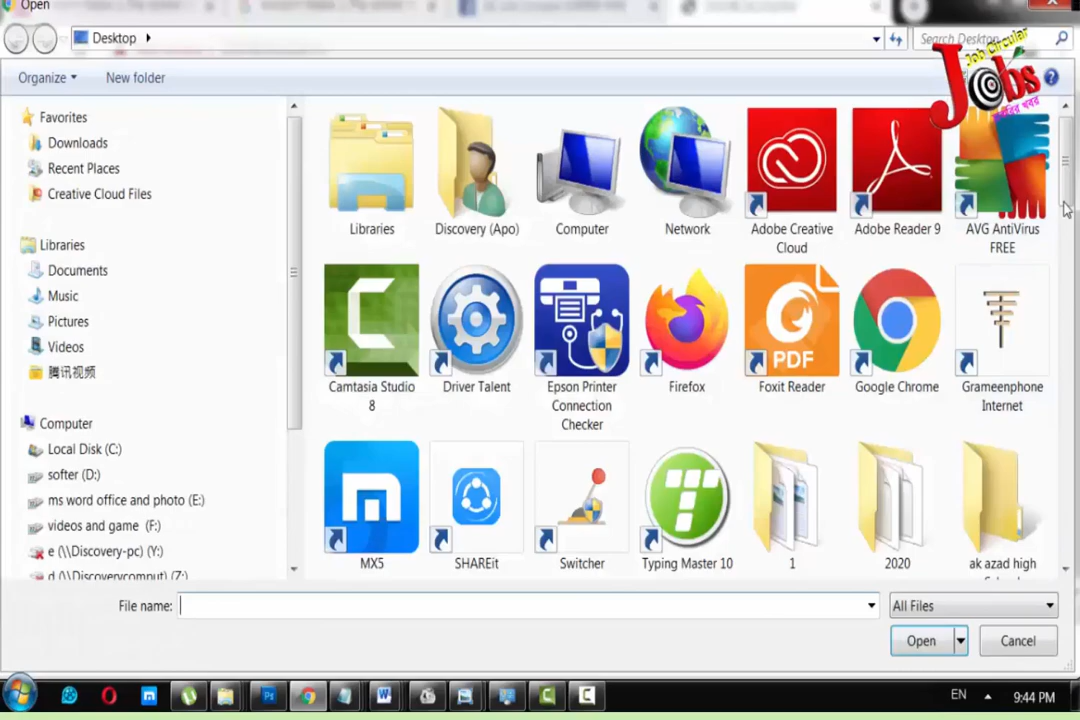 Open
Desktop
Search Desktop
Job Circular
Jobs
চাকরির খবর
Organize
New folder
Favorites
Downloads
Recent Places
Creative Cloud Files
Libraries
Documents
Music
Pictures
Videos
腾讯视频
Computer
Local Disk (C:)
softer (D:)
ms word office and photo (E:)
videos and game (F:)
e (\\Discovery-pc) (Y:)
d (\\Discoverycomput) (Z:)
Libraries
Discovery (Apo)
Computer
Network
Adobe Creative
Cloud
Adobe Reader 9
AVG AntiVirus
FREE
PDF
Camtasia Studio
8
Driver Talent
Epson Printer
Connection
Checker
Firefox
Foxit Reader
Google Chrome
Grameenphone
Internet
MX5
SHAREit
Switcher
Typing Master 10
1
2020
ak azad high
File name:
All Files
Open
Cancel
EN
9:44 PM